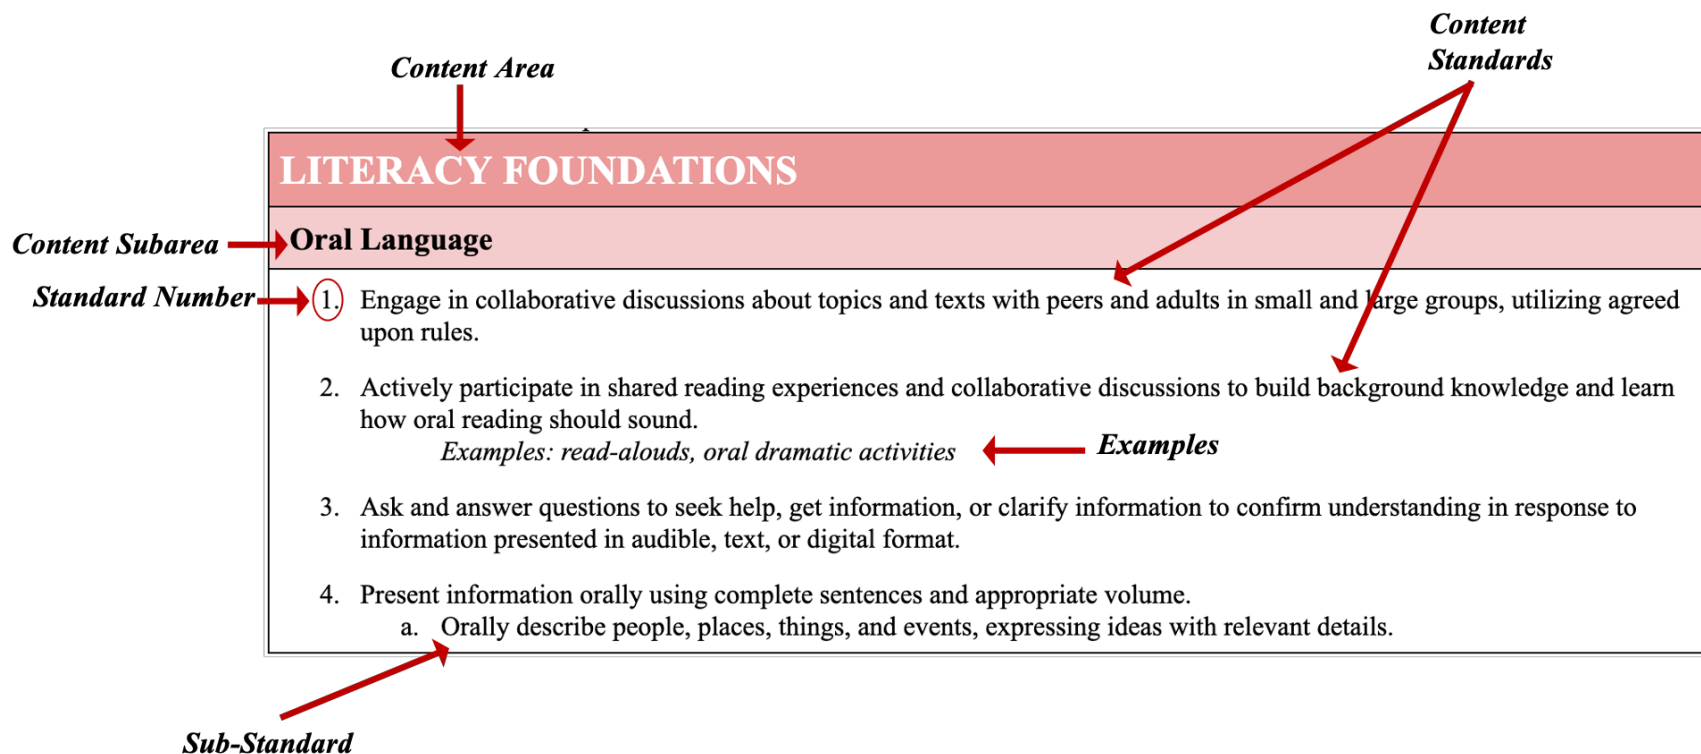 Content
Standards
Content Area
LITERACY FOUNDATIONS
Content Subarea
Oral Language
Standard Number
1. Engage in collaborative discussions about topics and texts with peers and adults in small and large groups, utilizing agreed
upon rules.
2. Actively participate in shared reading experiences and collaborative discussions to build background knowledge and learn
how oral reading should sound.
Examples: read-alouds, oral dramatic activities
Examples
3. Ask and answer questions to seek help, get information, or clarify information to confirm understanding in response to
information presented in audible, text, or digital format.
4. Present information orally using complete sentences and appropriate volume.
a. Orally describe people, places, things, and events, expressing ideas with relevant details.
Sub-Standard